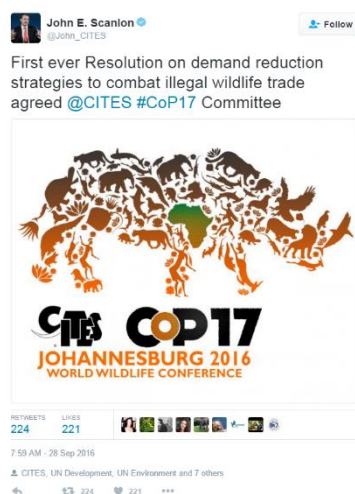 John E. Scanlon
@John_CITES
Follow
First ever Resolution on demand reduction
strategies to combat illegal wildlife trade
agreed @CITES #CoP17 Committee
CITES COP17
JOHANNESBURG 2016
WORLD WILDLIFE CONFERENCE
RETWEETS LIKES
224 221
7:59 AM - 28 Sep 2016
CITES, UN Development, UN Environment and 7 others
224 221